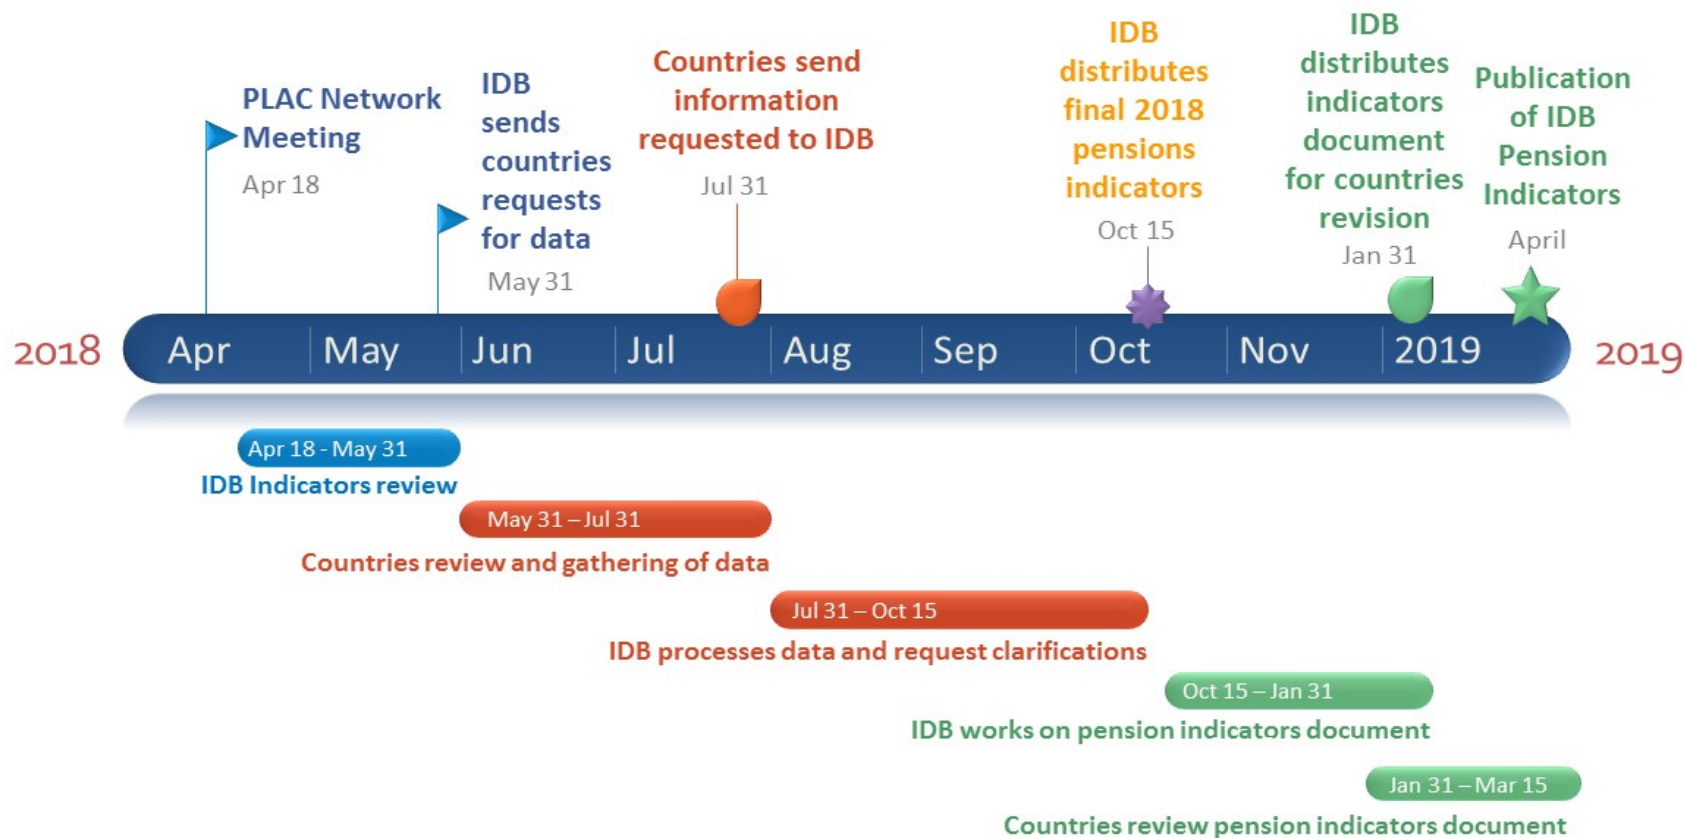 PLAC Network
Meeting
Apr 18
IDB
sends
countries
requests
for data
May 31
Countries send
information
requested to IDB
Jul 31
IDB
distributes
final 2018
pensions
indicators
Oct 15
IDB
distributes
indicators
document
for countries
revision
Jan 31
Publication
of IDB
Pension
Indicators
April
2018
Apr
May
Jun
Jul
Aug
Sep
Oct
Nov
2019
2019
Apr 18 - May 31
IDB Indicators review
May 31 – Jul 31
Countries review and gathering of data
Jul 31 – Oct 15
IDB processes data and request clarifications
Oct 15 – Jan 31
IDB works on pension indicators document
Jan 31 – Mar 15
Countries review pension indicators document